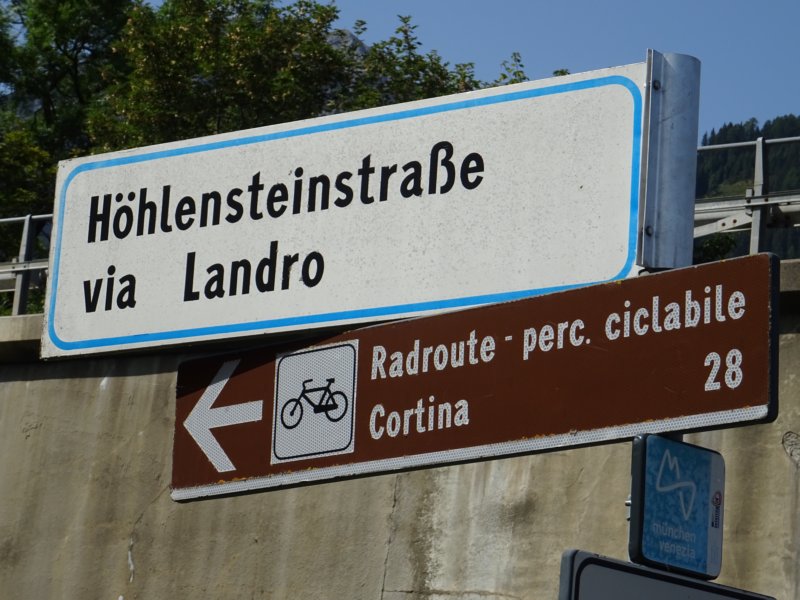 Höhlensteinstraße
via Landro
Radroute - perc. ciclabile
Cortina 28
münchen
venezia